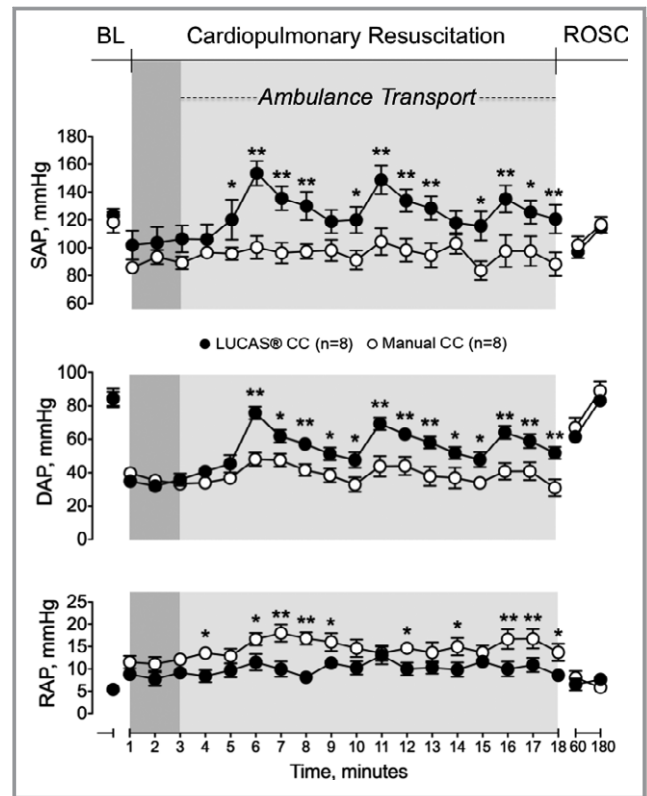 BL Cardiopulmonary Resuscitation ROSC
Ambulance Transport
SAP, mmHg
180
160
140
120
100
80
60
* ** ** ** * ** ** ** * ** * **
● LUCAS® CC (n=8) ○ Manual CC (n=8)
DAP, mmHg
100
80
60
40
20
0
** * ** * * ** ** ** * * ** ** **
RAP, mmHg
25
20
15
10
5
0
* * ** ** * * * ** ** *
1 2 3 4 5 6 7 8 9 10 11 12 13 14 15 16 17 18 60 180
Time, minutes